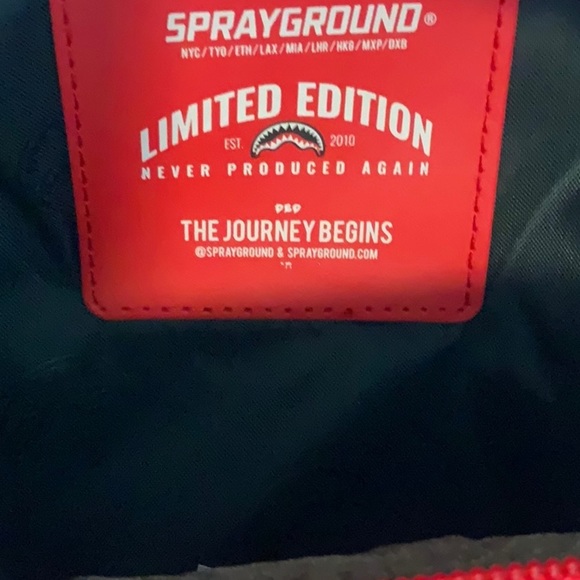 SPRAYGROUND®
NYC/TYO/ETH/LAX/MIA/LHR/HKG/MXP/DXB
LIMITED EDITION
EST. 2010
NEVER PRODUCED AGAIN
THE JOURNEY BEGINS
@SPRAYGROUND & SPRAYGROUND.COM